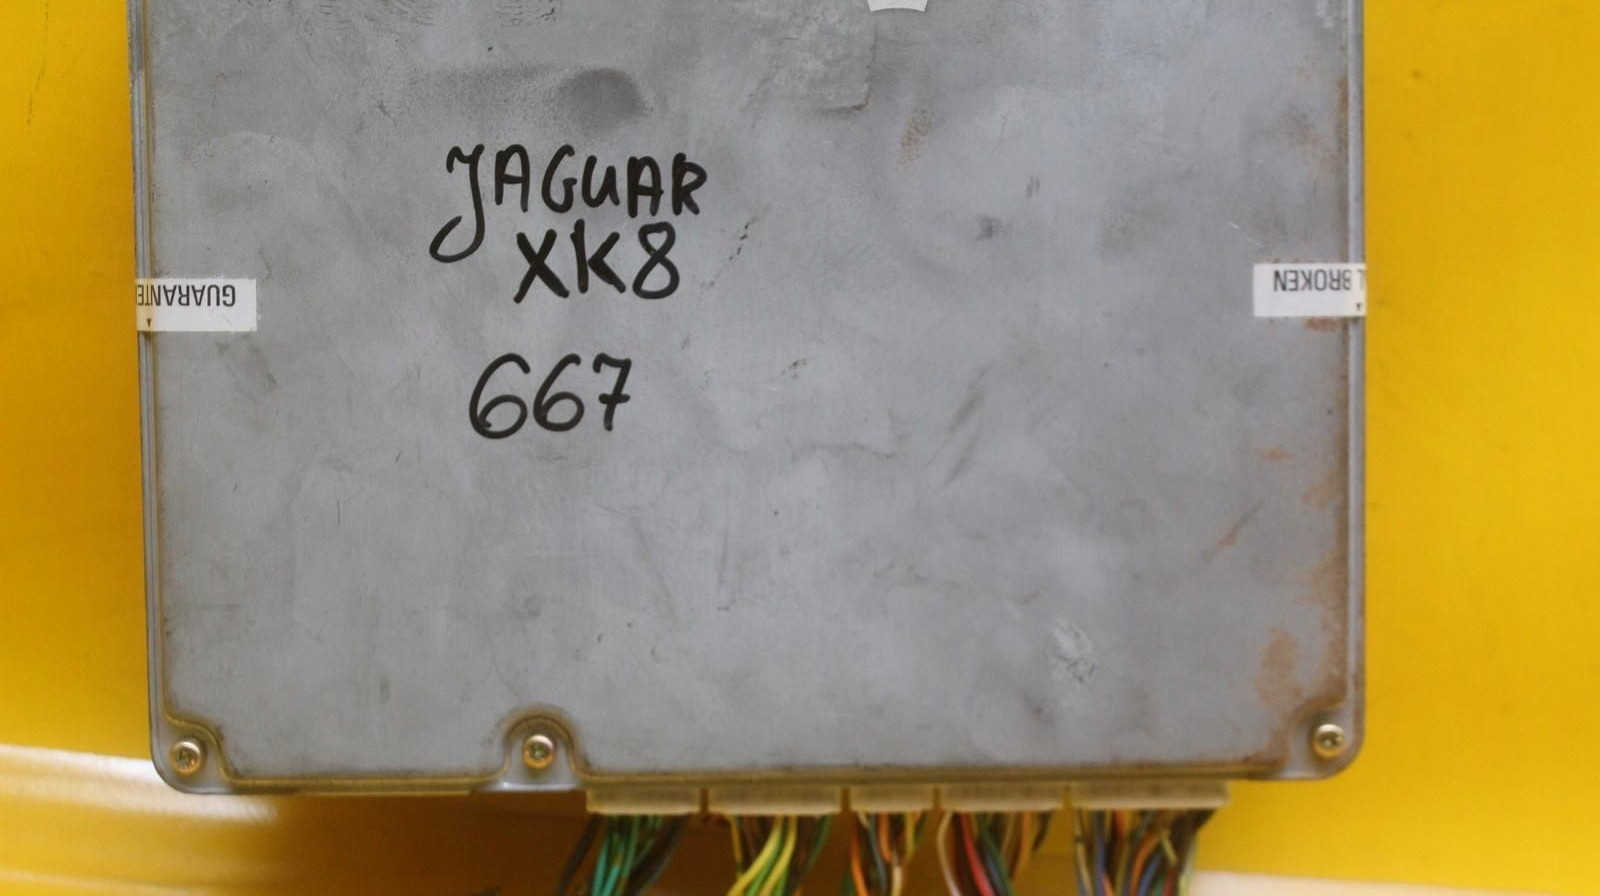 JAGUAR
XK8
GUARANTE
L BROKEN
667